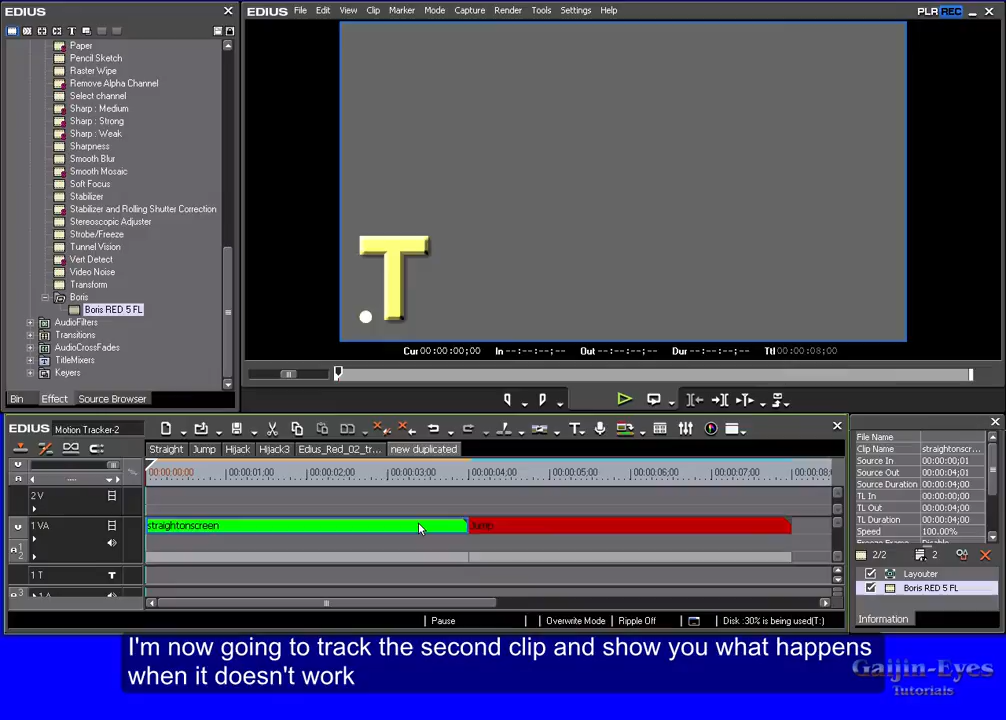 EDIUS
EDIUS File Edit View Clip Marker Mode Capture Render Tools Settings Help PLR REC
Paper
Pencil Sketch
Raster Wipe
Remove Alpha Channel
Select channel
Sharp : Medium
Sharp : Strong
Sharp : Weak
Sharpness
Smooth Blur
Smooth Mosaic
Soft Focus
Stabilizer
Stabilizer and Rolling Shutter Correction
Stereoscopic Adjuster
Strobe/Freeze
Tunnel Vision
Vert Detect
Video Noise
Transform
Boris
Boris RED 5 FL
AudioFilters
Transitions
AudioCrossFades
TitleMixers
Keyers
Bin Effect Source Browser
T
Cur 00:00:00;00 In --:--:--;-- Out --:--:--;-- Dur --:--:--;-- Ttl 00:00:08;00
EDIUS Motion Tracker-2
Straight Jump Hijack Hijack3 Edius_Red_02_tr... new duplicated
00:00:00;00 00:00:01;00 00:00:02;00 00:00:03;00 00:00:04;00 00:00:05;00 00:00:06;00 00:00:07;00 00:00:08;0
2 V
1 VA
straightonscreen Jump
1 T
Pause Overwrite Mode Ripple Off Disk :30% is being used(T:)
File Name
Clip Name straightonscr...
Source In 00:00:00;01
Source Out 00:00:04;01
Source Duration 00:00:04;00
TL In 00:00:00;00
TL Out 00:00:04;00
TL Duration 00:00:04;00
Speed 100.00%
Freeze Frame Disable
2/2 2
Layouter
Boris RED 5 FL
Information
I'm now going to track the second clip and show you what happens
when it doesn't work
Gaijin-Eyes
Tutorials